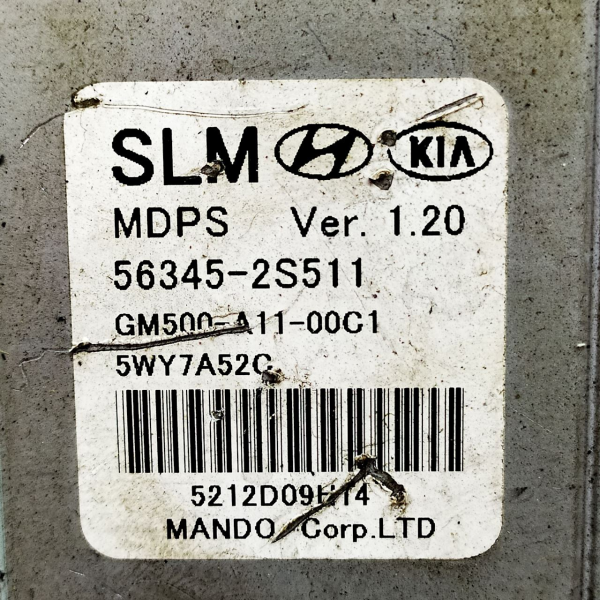 SLM KIA
MDPS Ver. 1.20
56345-2S511
GM500-A11-00C1
5WY7A52C
5212D09H14
MANDO Corp.LTD